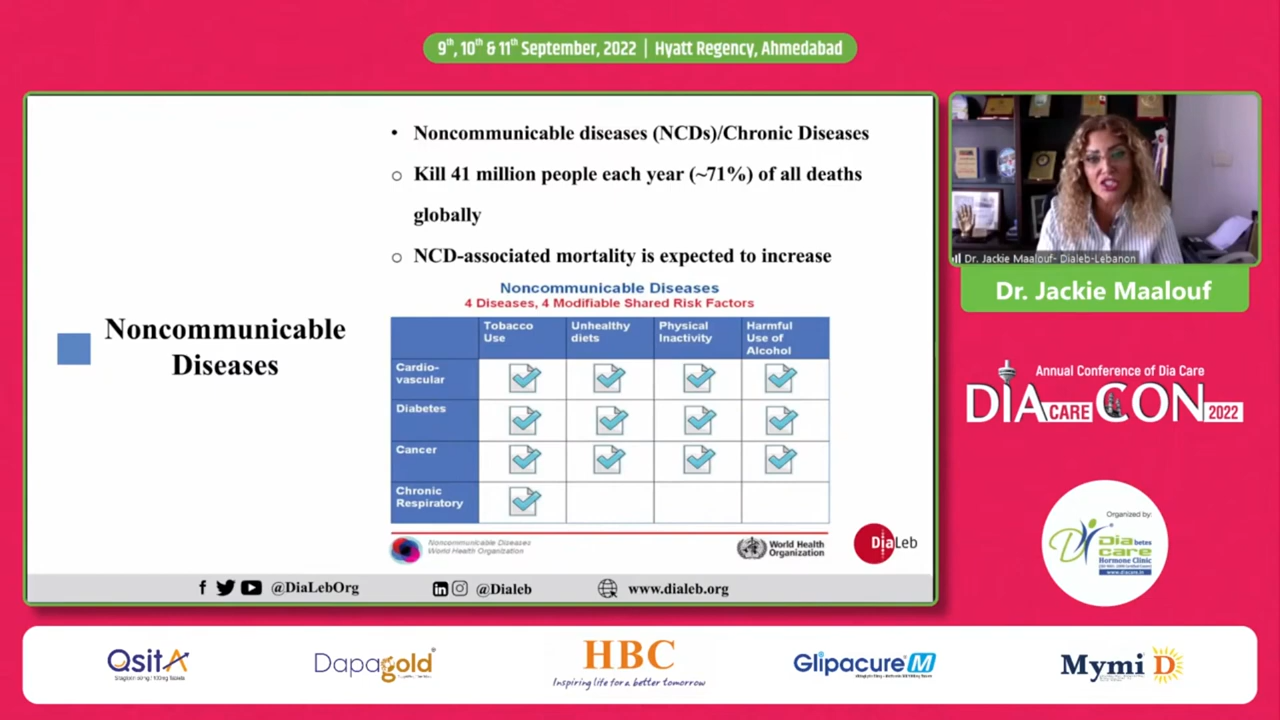 9th, 10th & 11th September, 2022 | Hyatt Regency, Ahmedabad
• Noncommunicable diseases (NCDs)/Chronic Diseases
○ Kill 41 million people each year (~71%) of all deaths
globally
○ NCD-associated mortality is expected to increase
Noncommunicable
Diseases
Noncommunicable Diseases
4 Diseases, 4 Modifiable Shared Risk Factors
Tobacco
Use
Unhealthy
diets
Physical
Inactivity
Harmful
Use of
Alcohol
Cardio-
vascular
Diabetes
Cancer
Chronic
Respiratory
Noncommunicable Diseases
World Health Organization
World Health
Organization
DiaLeb
@DiaLebOrg
@Dialeb
www.dialeb.org
Dr. Jackie Maalouf- Dialeb-Lebanon
Dr. Jackie Maalouf
Annual Conference of Dia Care
DIA CARE CON 2022
Organized by:
Diabetes
care
Hormone Clinic
www.diacare.in
QsitA
Dapagold
HBC
Inspiring life for a better tomorrow
Glipacure M
Mymi D